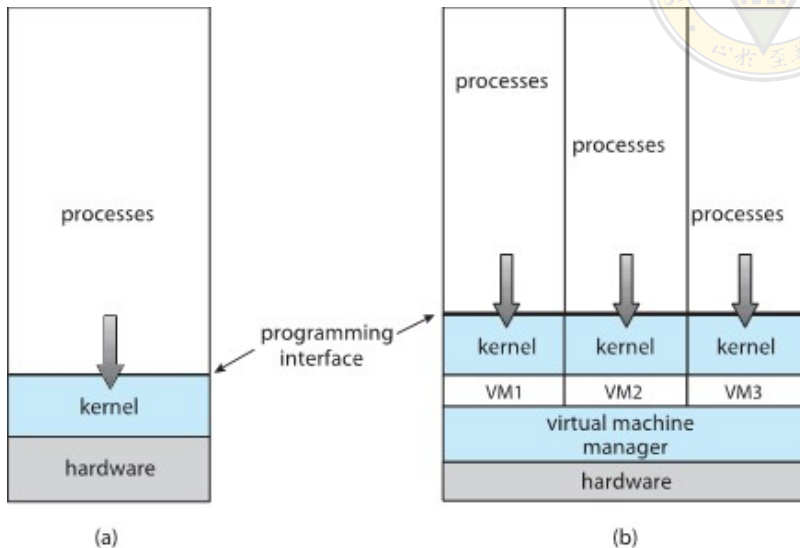 processes
kernel
hardware
(a)
programming
interface
processes
processes
processes
kernel kernel kernel
VM1 VM2 VM3
virtual machine
manager
hardware
(b)